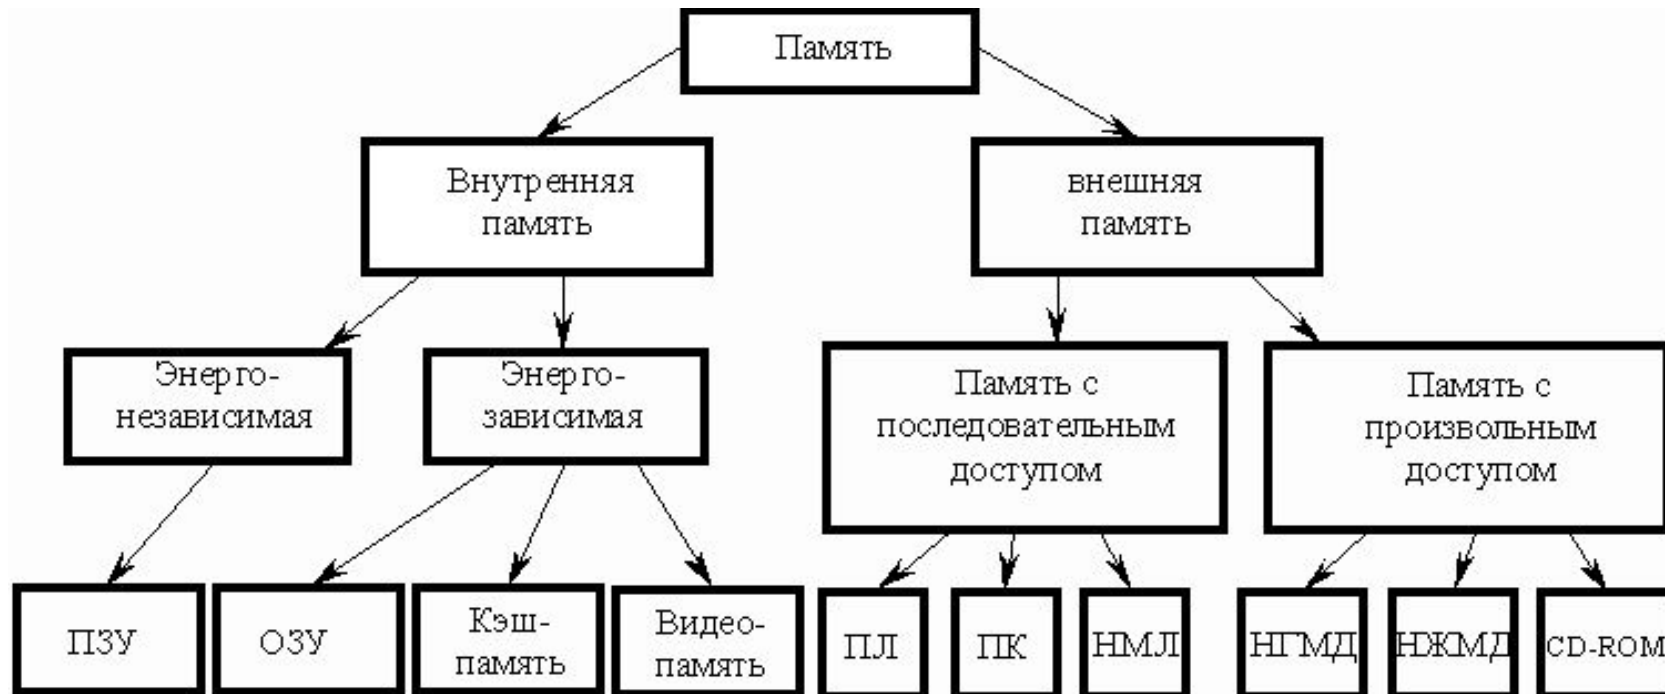 Память
Внутренняя
память
внешняя
память
Энерго-
независимая
Энерго-
зависимая
Память с
последовательным
доступом
Память с
произвольным
доступом
ПЗУ
ОЗУ
Кэш-
память
Видео-
память
ПЛ
ПК
НМЛ
НГМД
НЖМД
CD-ROM